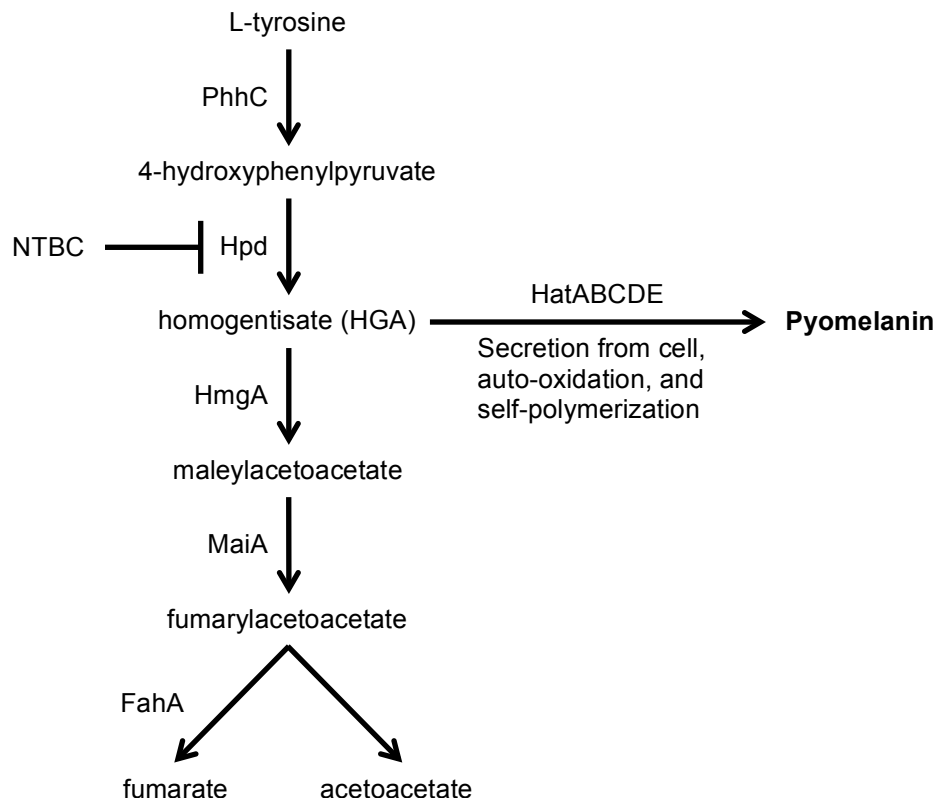 L-tyrosine
PhhC
4-hydroxyphenylpyruvate
NTBC
Hpd
HatABCDE
homogentisate (HGA)
Pyomelanin
Secretion from cell,
auto-oxidation, and
self-polymerization
HmgA
maleylacetoacetate
MaiA
fumarylacetoacetate
FahA
fumarate
acetoacetate